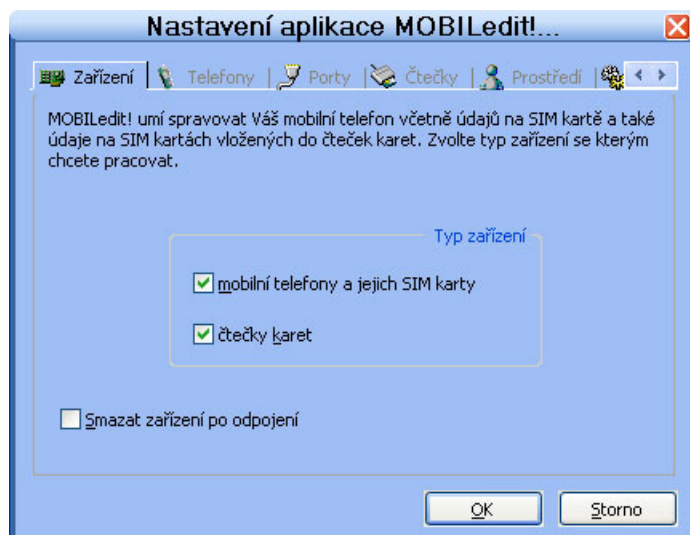 Nastavení aplikace MOBILedit!...
Zařízení Telefony Porty Čtečky Prostředí
MOBILedit! umí spravovat Váš mobilní telefon včetně údajů na SIM kartě a také
údaje na SIM kartách vložených do čteček karet. Zvolte typ zařízení se kterým
chcete pracovat.
Typ zařízení
mobilní telefony a jejich SIM karty
čtečky karet
Smazat zařízení po odpojení
OK Storno